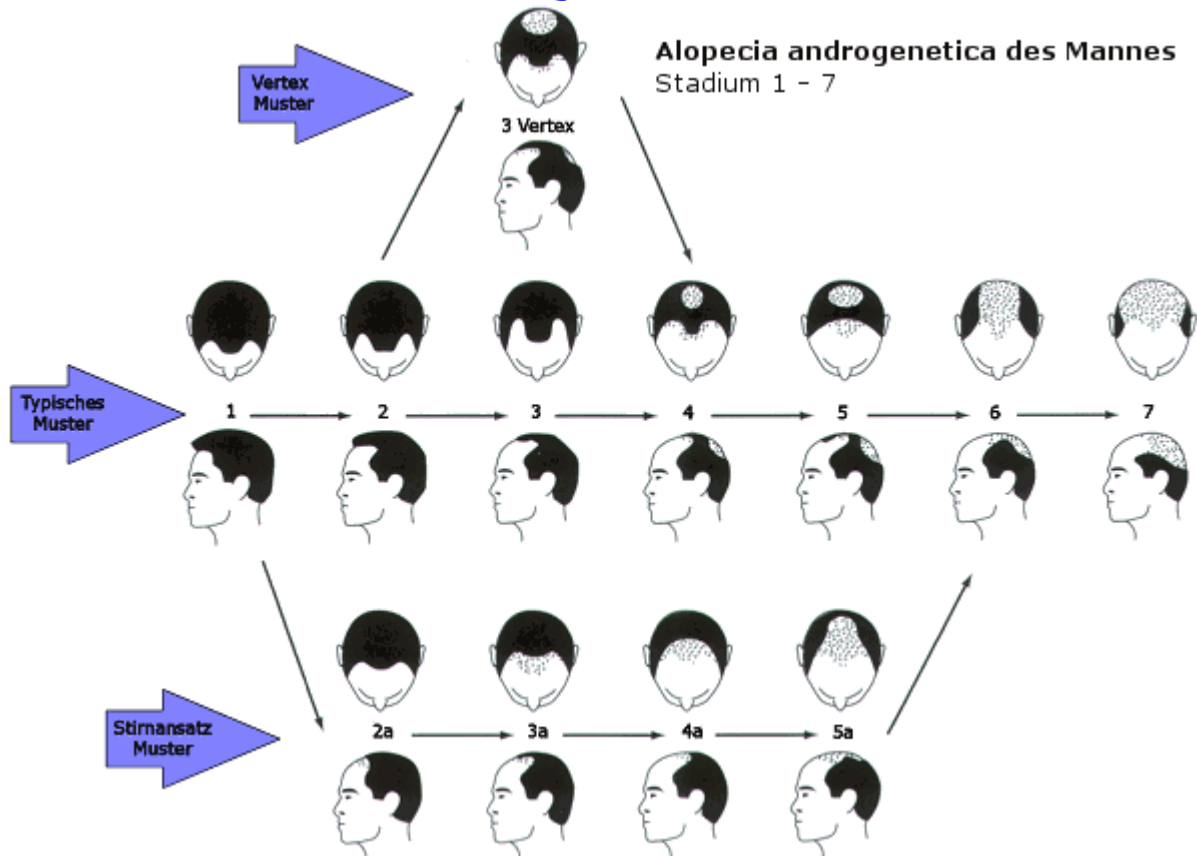 Alopecia androgenetica des Mannes
Stadium 1 - 7
Vertex
Muster
3 Vertex
Typisches
Muster
1
2
3
4
5
6
7
Stirnansatz
Muster
2a
3a
4a
5a